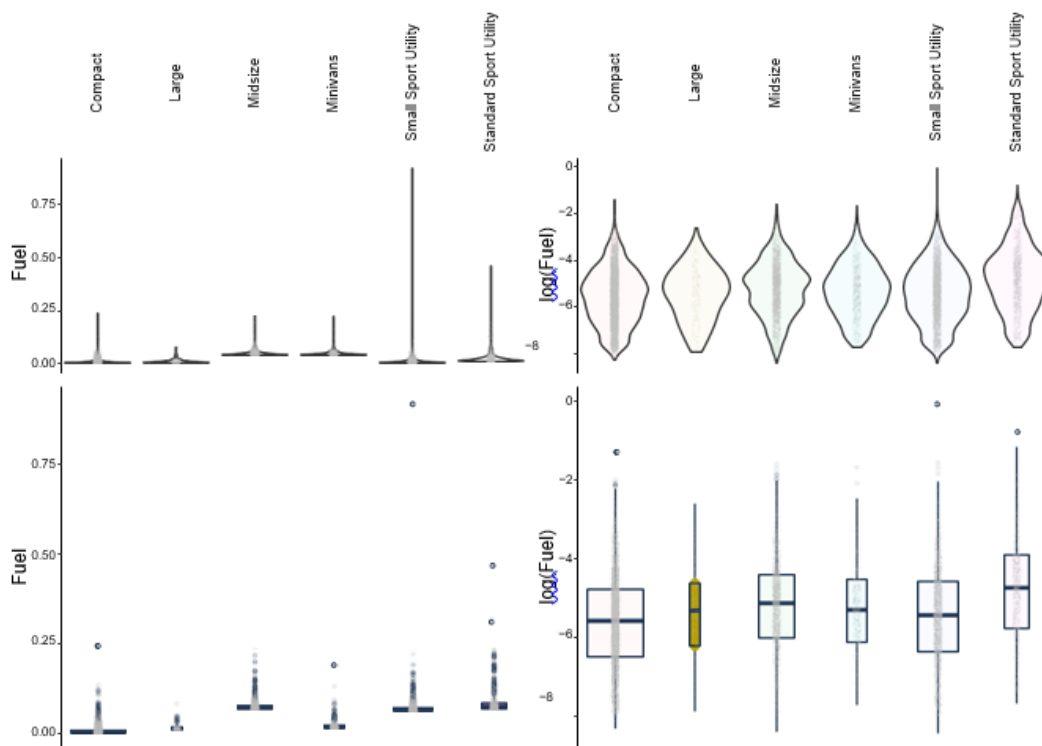 Compact
Large
Midsize
Minivans
Small Sport Utility
Standard Sport Utility
Compact
Large
Midsize
Minivans
Small Sport Utility
Standard Sport Utility
Fuel
0.75
0.50
0.25
0.00
log(Fuel)
0
−2
−4
−6
−8
Fuel
0.75
0.50
0.25
0.00
log(Fuel)
0
−2
−4
−6
−8